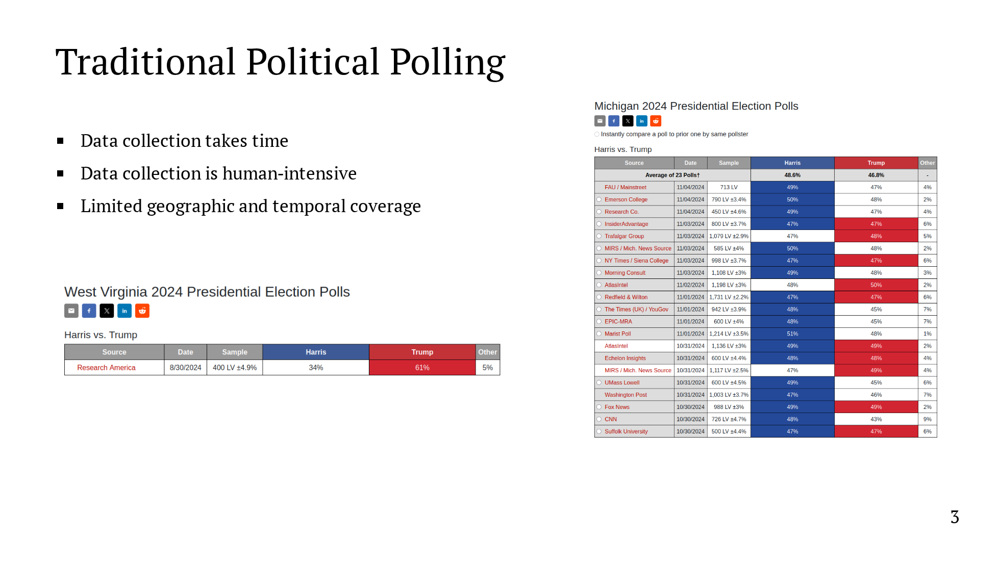 Traditional Political Polling
▪ Data collection takes time
▪ Data collection is human-intensive
▪ Limited geographic and temporal coverage
West Virginia 2024 Presidential Election Polls
Harris vs. Trump
Source Date Sample Harris Trump Other
Research America 8/30/2024 400 LV ±4.9% 34% 61% 5%
Michigan 2024 Presidential Election Polls
Instantly compare a poll to prior one by same pollster
Harris vs. Trump
Source Date Sample Harris Trump Other
Average of 23 Polls† 48.6% 46.8% -
FAU / Mainstreet 11/04/2024 713 LV 49% 47% 4%
Emerson College 11/04/2024 790 LV ±3.4% 50% 48% 2%
Research Co. 11/04/2024 450 LV ±4.6% 49% 47% 4%
InsiderAdvantage 11/03/2024 800 LV ±3.7% 47% 47% 6%
Trafalgar Group 11/03/2024 1,079 LV ±2.9% 47% 48% 5%
MIRS / Mich. News Source 11/03/2024 585 LV ±4% 50% 48% 2%
NY Times / Siena College 11/03/2024 998 LV ±3.7% 47% 47% 6%
Morning Consult 11/03/2024 1,108 LV ±3% 49% 48% 3%
AtlasIntel 11/02/2024 1,198 LV ±3% 48% 50% 2%
Redfield & Wilton 11/01/2024 1,731 LV ±2.2% 47% 47% 6%
The Times (UK) / YouGov 11/01/2024 942 LV ±3.9% 48% 45% 7%
EPIC-MRA 11/01/2024 600 LV ±4% 48% 45% 7%
Marist Poll 11/01/2024 1,214 LV ±3.5% 51% 48% 1%
AtlasIntel 10/31/2024 1,136 LV ±3% 49% 49% 2%
Echelon Insights 10/31/2024 600 LV ±4.4% 48% 48% 4%
MIRS / Mich. News Source 10/31/2024 1,117 LV ±2.5% 47% 49% 4%
UMass Lowell 10/31/2024 600 LV ±4.5% 49% 45% 6%
Washington Post 10/31/2024 1,003 LV ±3.7% 47% 46% 7%
Fox News 10/30/2024 988 LV ±3% 49% 49% 2%
CNN 10/30/2024 726 LV ±4.7% 48% 43% 9%
Suffolk University 10/30/2024 500 LV ±4.4% 47% 47% 6%
3